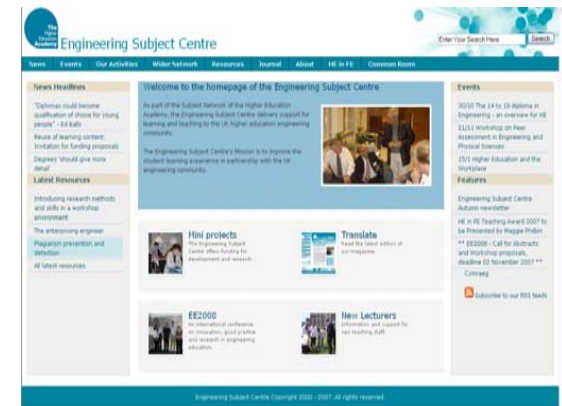 The
Higher
Education
Academy
Engineering Subject Centre
Enter Your Search Here
Search
News Events Our Activities Wider Network Resources Journal About HE in FE Common Room
News Headlines
"Diplomas could become
qualification of choice for young
people" - Ed Balls
Reuse of learning content:
Invitation for funding proposals
Degrees 'should give more
detail'
Latest Resources
Introducing research methods
and skills in a workshop
environment
The enterprising engineer
Plagiarism prevention and
detection
All latest resources
Welcome to the homepage of the Engineering Subject Centre
As part of the Subject Network of the Higher Education
Academy, the Engineering Subject Centre delivers support for
learning and teaching to the UK higher education engineering
community.
The Engineering Subject Centre's Mission is to improve the
student learning experience in partnership with the UK
engineering community.
Mini projects
The Engineering Subject
Centre offers funding for
development and research.
Translate
Read the latest edition of
our magazine.
EE2008
An international conference
on innovation, good practice
and research in engineering
education.
New Lecturers
Information and support for
new teaching staff.
Events
30/10 The 14 to 19 diploma in
Engineering - an overview for HE
21/11 Workshop on Peer
Assessment in Engineering and
Physical Sciences
15/1 Higher Education and the
Workplace
Features
Engineering Subject Centre
Autumn newsletter
HE in FE Teaching Award 2007 to
be Presented by Maggie Philbin
** EE2008 - Call for Abstracts
and Workshop proposals,
deadline 02 November 2007 **
Cymraeg
Subscribe to our RSS feeds
Engineering Subject Centre Copyright 2000 - 2007. All rights reserved.